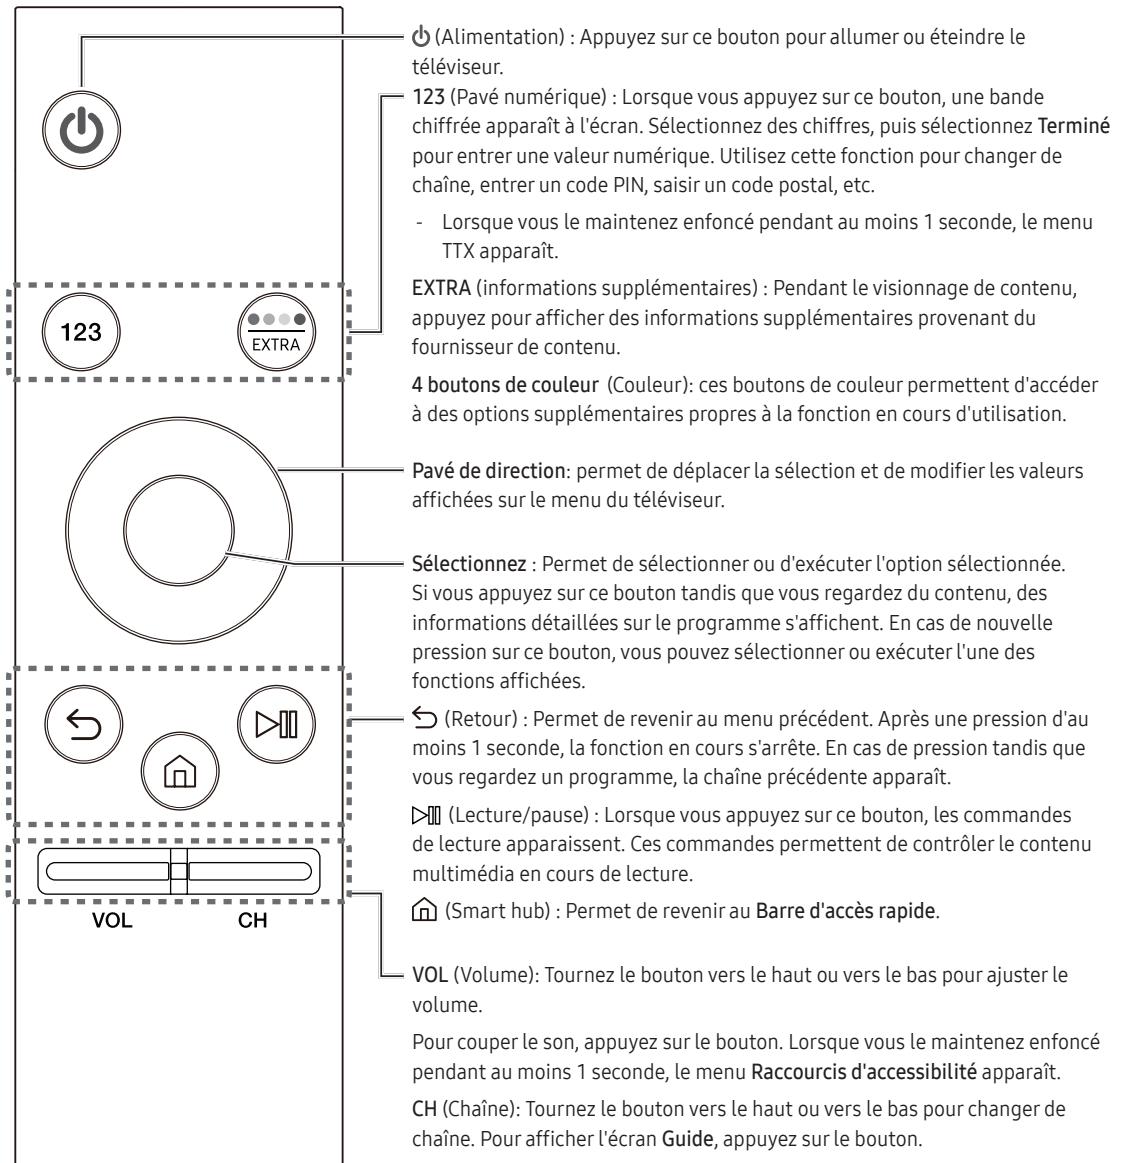 (Alimentation) : Appuyez sur ce bouton pour allumer ou éteindre le
téléviseur.
123 (Pavé numérique) : Lorsque vous appuyez sur ce bouton, une bande
chiffrée apparaît à l'écran. Sélectionnez des chiffres, puis sélectionnez Terminé
pour entrer une valeur numérique. Utilisez cette fonction pour changer de
chaîne, entrer un code PIN, saisir un code postal, etc.
- Lorsque vous le maintenez enfoncé pendant au moins 1 seconde, le menu
TTX apparaît.
123
EXTRA
EXTRA (informations supplémentaires) : Pendant le visionnage de contenu,
appuyez pour afficher des informations supplémentaires provenant du
fournisseur de contenu.
4 boutons de couleur (Couleur): ces boutons de couleur permettent d'accéder
à des options supplémentaires propres à la fonction en cours d'utilisation.
Pavé de direction: permet de déplacer la sélection et de modifier les valeurs
affichées sur le menu du téléviseur.
Sélectionnez : Permet de sélectionner ou d'exécuter l'option sélectionnée.
Si vous appuyez sur ce bouton tandis que vous regardez du contenu, des
informations détaillées sur le programme s'affichent. En cas de nouvelle
pression sur ce bouton, vous pouvez sélectionner ou exécuter l'une des
fonctions affichées.
(Retour) : Permet de revenir au menu précédent. Après une pression d'au
moins 1 seconde, la fonction en cours s'arrête. En cas de pression tandis que
vous regardez un programme, la chaîne précédente apparaît.
(Lecture/pause) : Lorsque vous appuyez sur ce bouton, les commandes
de lecture apparaissent. Ces commandes permettent de contrôler le contenu
multimédia en cours de lecture.
(Smart hub) : Permet de revenir au Barre d'accès rapide.
VOL
CH
VOL (Volume): Tournez le bouton vers le haut ou vers le bas pour ajuster le
volume.
Pour couper le son, appuyez sur le bouton. Lorsque vous le maintenez enfoncé
pendant au moins 1 seconde, le menu Raccourcis d'accessibilité apparaît.
CH (Chaîne): Tournez le bouton vers le haut ou vers le bas pour changer de
chaîne. Pour afficher l'écran Guide, appuyez sur le bouton.